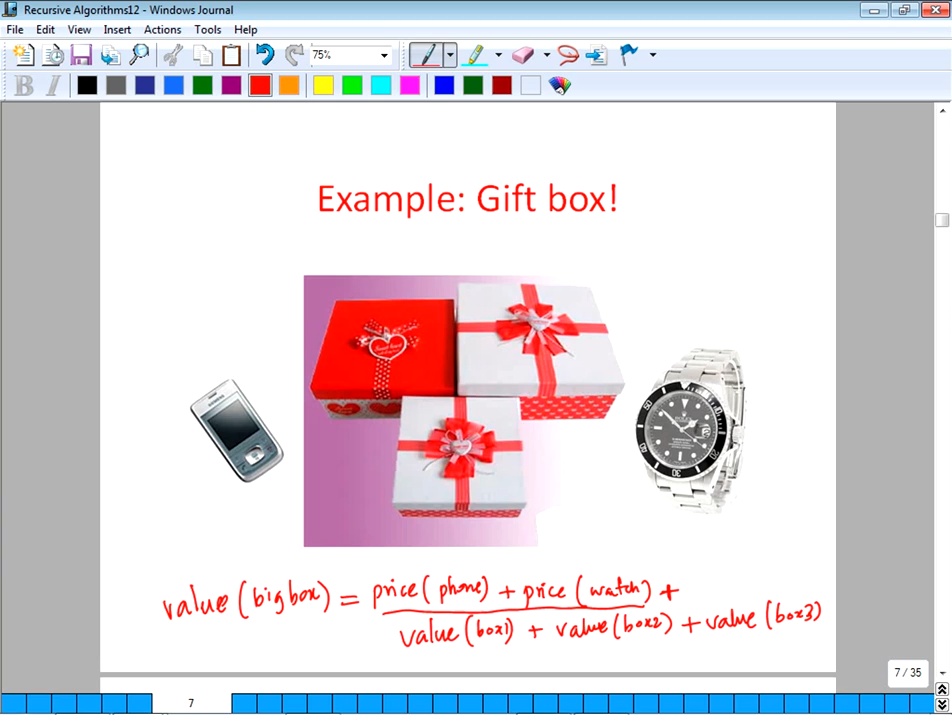 Recursive Algorithms12 - Windows Journal
File Edit View Insert Actions Tools Help
75%
B I
Example: Gift box!
SIEMENS
value(big box) = price(phone) + price(watch) +
value(box1) + value(box2) + value(box3)
7 / 35
7